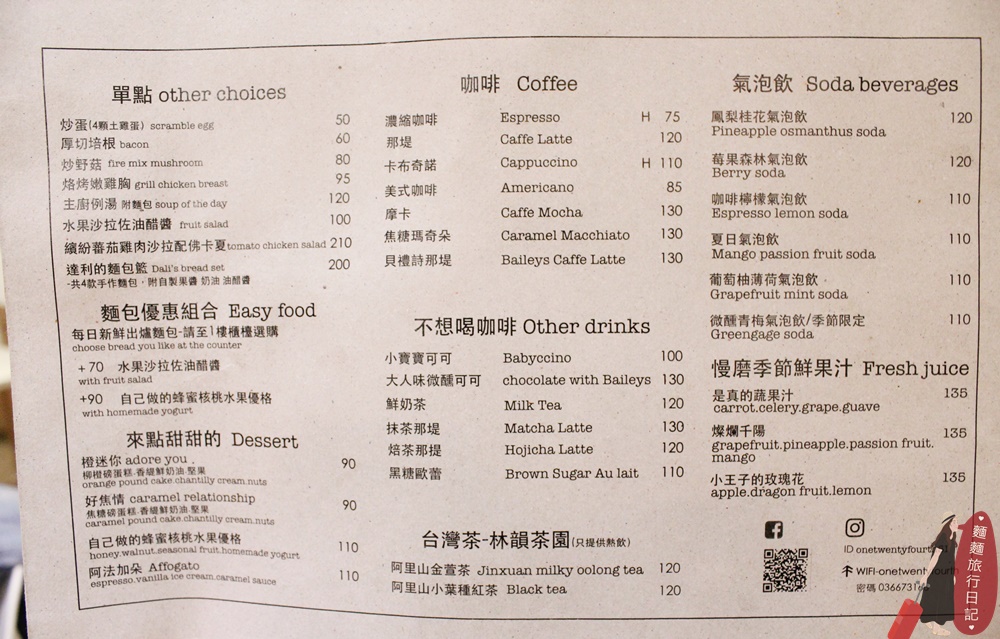 單點 other choices
炒蛋(4顆土雞蛋) scramble egg 50
厚切培根 bacon 60
炒野菇 fire mix mushroom 80
烙烤嫩雞胸 grill chicken breast 95
主廚例湯 附麵包 soup of the day 120
水果沙拉佐油醋醬 fruit salad 100
繽紛蕃茄雞肉沙拉配佛卡夏tomato chicken salad 210
達利的麵包籃 Dali's bread set 200
-共4款手作麵包，附自製果醬 奶油 油醋醬
麵包優惠組合 Easy food
每日新鮮出爐麵包-請至1樓櫃檯選購
choose bread you like at the counter
+70 水果沙拉佐油醋醬
with fruit salad
+90 自己做的蜂蜜核桃水果優格
with homemade yogurt
來點甜甜的 Dessert
橙迷你 adore you . 90
柳橙磅蛋糕.香緹鮮奶油.堅果
orange pound cake.chantilly cream.nuts
好焦情 caramel relationship 90
焦糖磅蛋糕.香緹鮮奶油.堅果
caramel pound cake.chantilly cream.nuts
自己做的蜂蜜核桃水果優格 110
honey.walnut.seasonal fruit.homemade yogurt
阿法加朵 Affogato 110
espresso.vanilla ice cream.caramel sauce
咖啡 Coffee
濃縮咖啡 Espresso H 75
那堤 Caffe Latte 120
卡布奇諾 Cappuccino H 110
美式咖啡 Americano 85
摩卡 Caffe Mocha 130
焦糖瑪奇朵 Caramel Macchiato 130
貝禮詩那堤 Baileys Caffe Latte 130
不想喝咖啡 Other drinks
小寶寶可可 Babyccino 100
大人味微醺可可 chocolate with Baileys 130
鮮奶茶 Milk Tea 120
抹茶那堤 Matcha Latte 130
焙茶那提 Hojicha Latte 120
黑糖歐蕾 Brown Sugar Au lait 110
台灣茶-林韻茶園(只提供熱飲)
阿里山金萱茶 Jinxuan milky oolong tea 120
阿里山小葉種紅茶 Black tea 120
氣泡飲 Soda beverages
鳳梨桂花氣泡飲 120
Pineapple osmanthus soda
莓果森林氣泡飲 120
Berry soda
咖啡檸檬氣泡飲 110
Espresso lemon soda
夏日氣泡飲 110
Mango passion fruit soda
葡萄柚薄荷氣泡飲 110
Grapefruit mint soda
微醺青梅氣泡飲/季節限定 110
Greengage soda
慢磨季節鮮果汁 Fresh juice
是真的蔬果汁 135
carrot.celery.grape.guave
燦爛千陽 135
grapefruit.pineapple.passion fruit.
mango
小王子的玫瑰花 135
apple.dragon fruit.lemon
ID
WIFI-
密碼
麵麵旅行日記